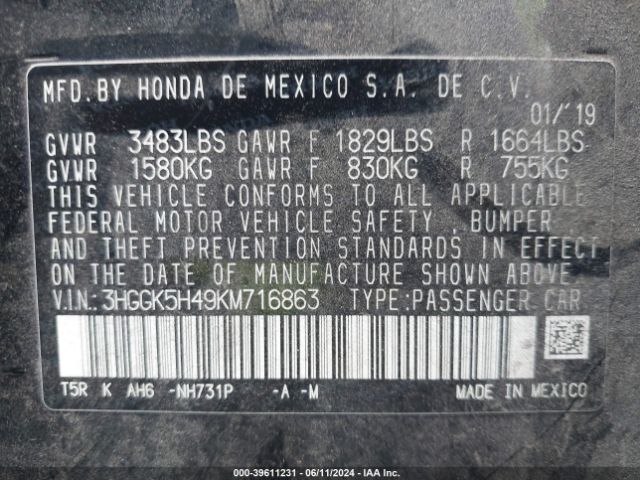 MFD.BY HONDA DE MEXICO S.A. DE C.V.
01/'19
GVWR 3483LBS GAWR F 1829LBS R 1664LBS
GVWR 1580KG GAWR F 830KG R 755KG
THIS VEHICLE CONFORMS TO ALL APPLICABLE
FEDERAL MOTOR VEHICLE SAFETY , BUMPER
AND THEFT PREVENTION STANDARDS IN EFFECT
ON THE DATE OF MANUFACTURE SHOWN ABOVE.
V.I.N.: 3HGGK5H49KM716863 TYPE:PASSENGER CAR
T5R K AH6 -NH731P -A -M MADE IN MEXICO
000-39611231 - 06/11/2024 - IAA Inc.